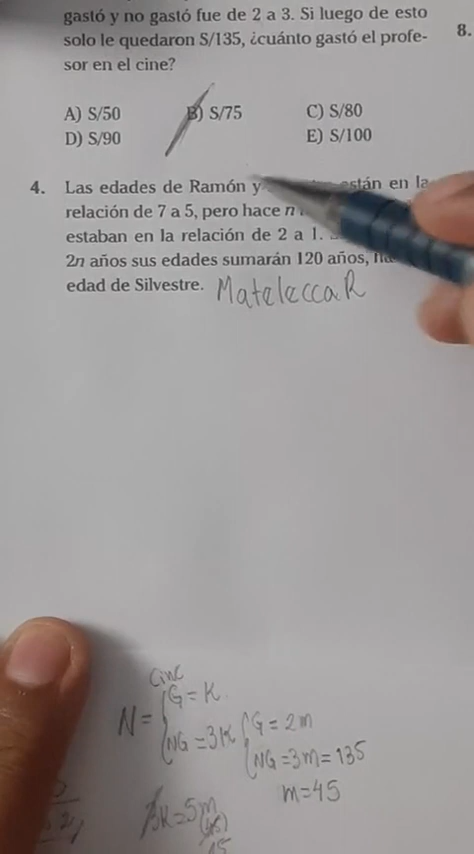 gastó y no gastó fue de 2 a 3. Si luego de esto
solo le quedaron S/135, ¿cuánto gastó el profe-
sor en el cine?
8.
A) S/50 B) S/75 C) S/80
D) S/90 E) S/100
4. Las edades de Ramón y están en la
relación de 7 a 5, pero hace n
estaban en la relación de 2 a 1.
2n años sus edades sumarán 120 años,
edad de Silvestre. MateleccaR
Cine
N = G = K
NG = 3K G = 2m
NG = 3m = 135
m = 45
3K = 5m